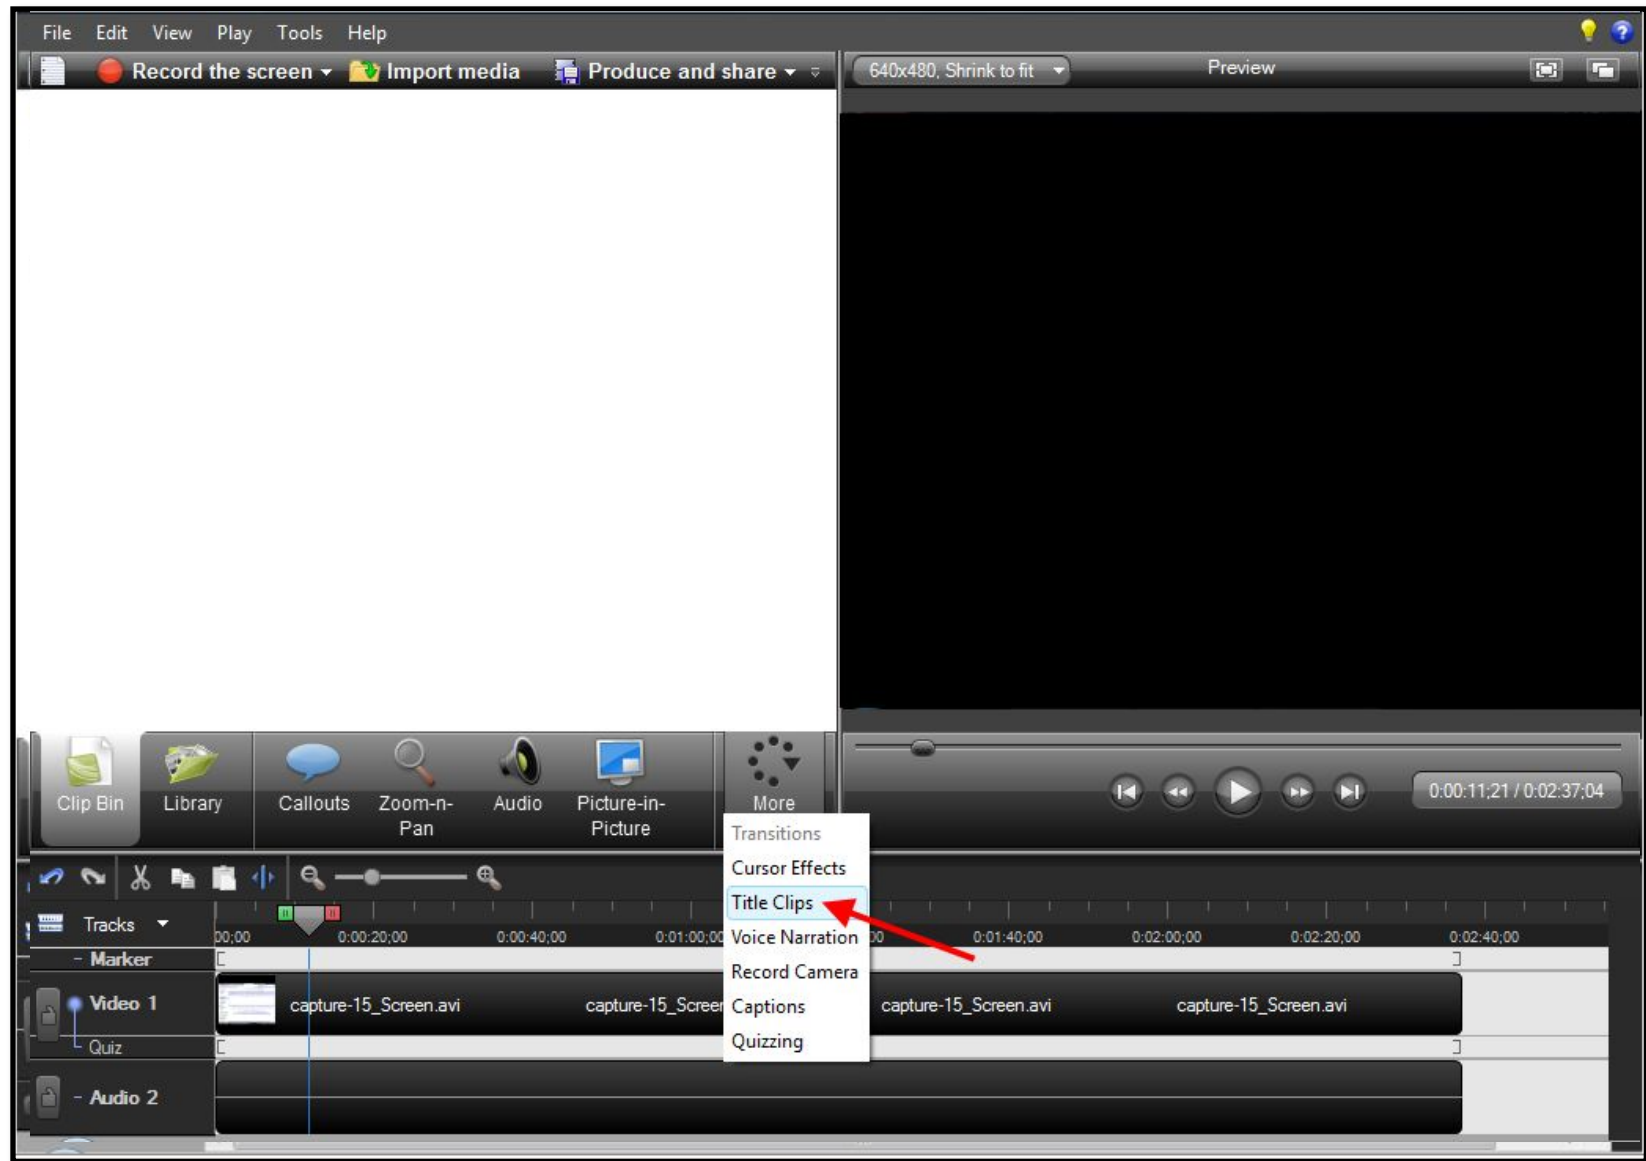 File Edit View Play Tools Help
Record the screen Import media Produce and share
640x480, Shrink to fit Preview
Clip Bin Library Callouts Zoom-n-Pan Audio Picture-in-Picture More
0:00:11;21 / 0:02:37;04
Transitions
Cursor Effects
Title Clips
Voice Narration
Record Camera
Captions
Quizzing
Tracks
00;00 0:00:20;00 0:00:40;00 0:01:00;00 00 0:01:40;00 0:02:00;00 0:02:20;00 0:02:40;00
Marker
Video 1 capture-15_Screen.avi capture-15_Screen capture-15_Screen.avi capture-15_Screen.avi
Quiz
Audio 2